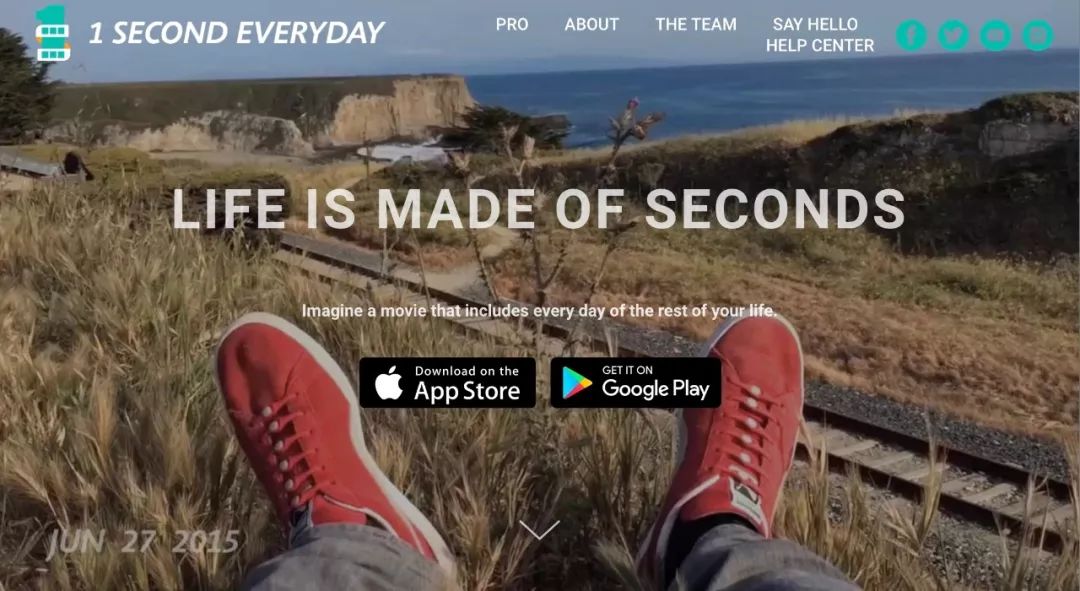 1 SECOND EVERYDAY
PRO ABOUT THE TEAM SAY HELLO
HELP CENTER
LIFE IS MADE OF SECONDS
Imagine a movie that includes every day of the rest of your life.
Download on the
App Store
GET IT ON
Google Play
JUN 27 2015